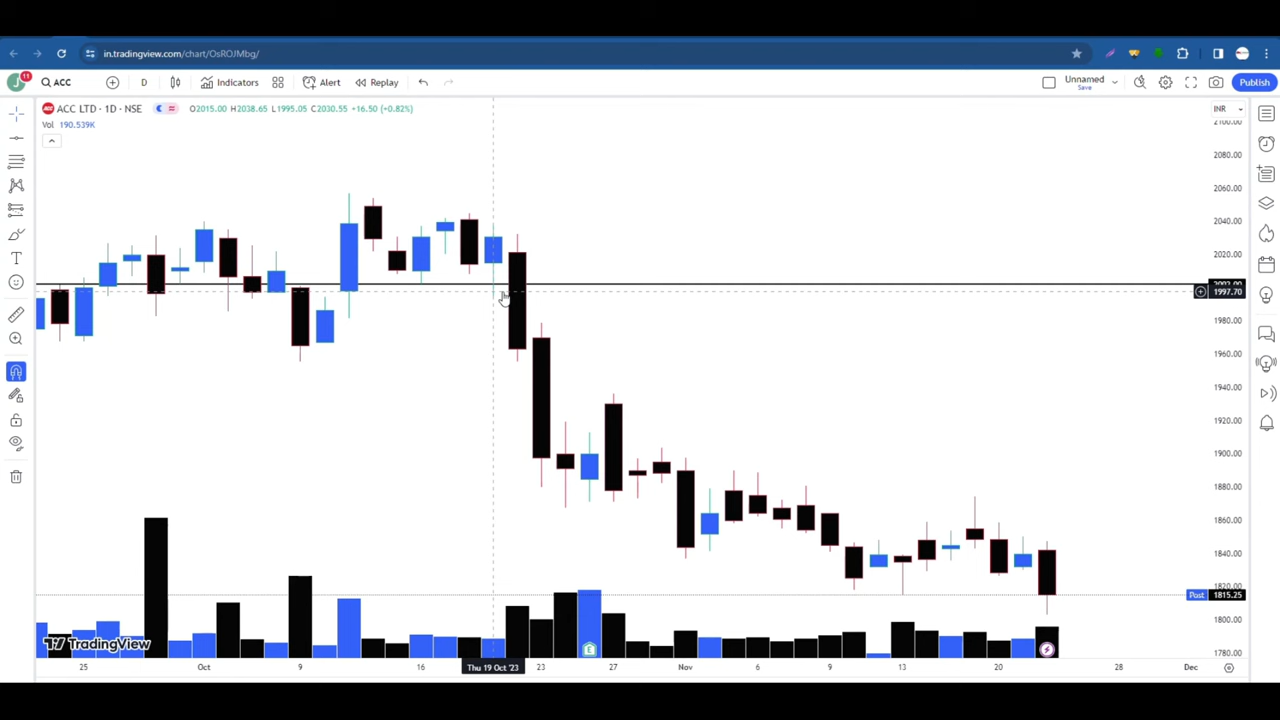 in.tradingview.com/chart/OsROJMbg/
J 11 ACC D Indicators Alert Replay Unnamed Save Publish
ACC LTD · 1D · NSE O2015.00 H2038.65 L1995.05 C2030.55 +16.50 (+0.82%) INR
Vol 190.539K
2100.00
2080.00
2060.00
2040.00
2020.00
2002.00
1997.70
1980.00
1960.00
1940.00
1920.00
1900.00
1880.00
1860.00
1840.00
1820.00
Post 1815.25
1800.00
1780.00
TradingView
E
25 Oct 9 16 Thu 19 Oct '23 23 27 Nov 6 9 13 20 28 Dec